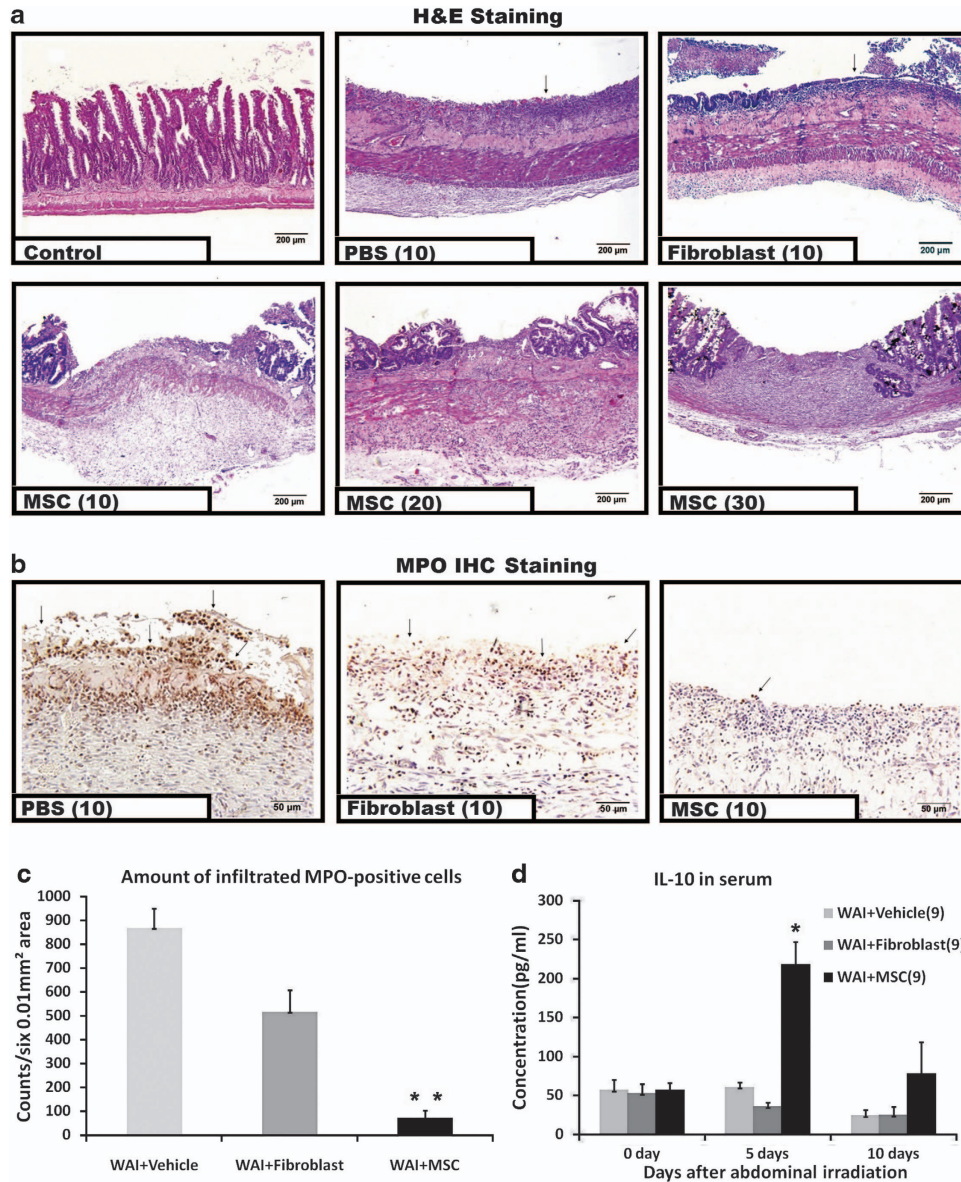 a
H&E Staining
200 µm
Control
200 µm
PBS (10)
200 µm
Fibroblast (10)
200 µm
MSC (10)
200 µm
MSC (20)
200 µm
MSC (30)
b
MPO IHC Staining
50 µm
PBS (10)
50 µm
Fibroblast (10)
50 µm
MSC (10)
c
Amount of infiltrated MPO-positive cells
Counts/six 0.01mm² area
1000
900
800
700
600
500
400
300
200
100
0
* *
WAI+Vehicle
WAI+Fibroblast
WAI+MSC
d
IL-10 in serum
Concentration(pg/ml)
300
250
200
150
100
50
0
*
WAI+Vehicle(9)
WAI+Fibroblast(9)
WAI+MSC(9)
0 day
5 days
10 days
Days after abdominal irradiation